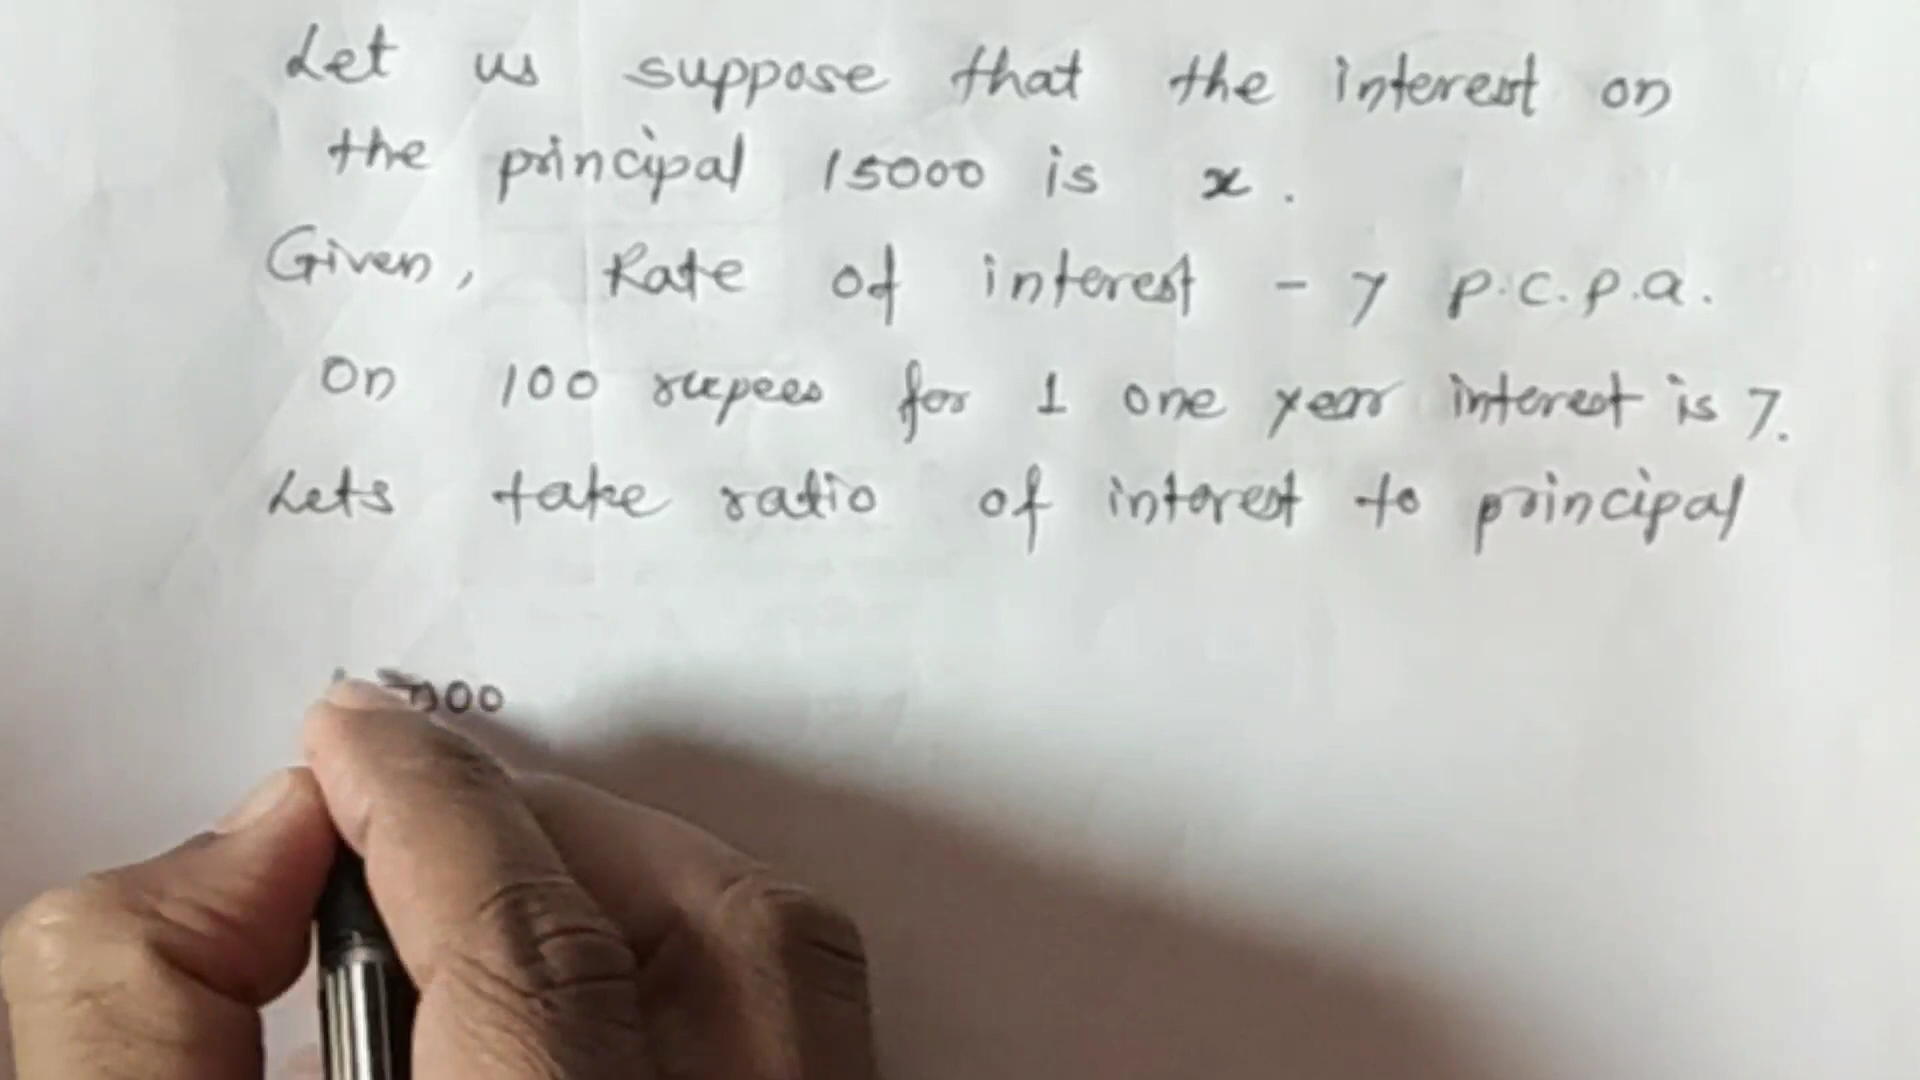 Let us suppose that the interest on
the principal 15000 is x.
Given, Rate of interest - 7 p.c.p.a.
On 100 rupees for 1 one year interest is 7.
Lets take ratio of interest to principal